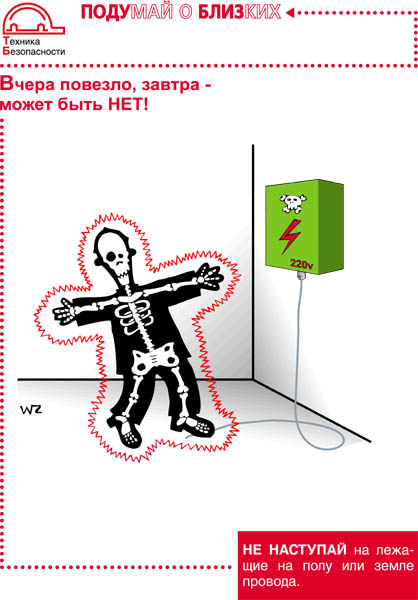 ПОДУМАЙ О БЛИЗКИХ
Техника
Безопасности
Вчера повезло, завтра -
может быть НЕТ!
220v
WZ
НЕ НАСТУПАЙ на лежа-
щие на полу или земле
провода.